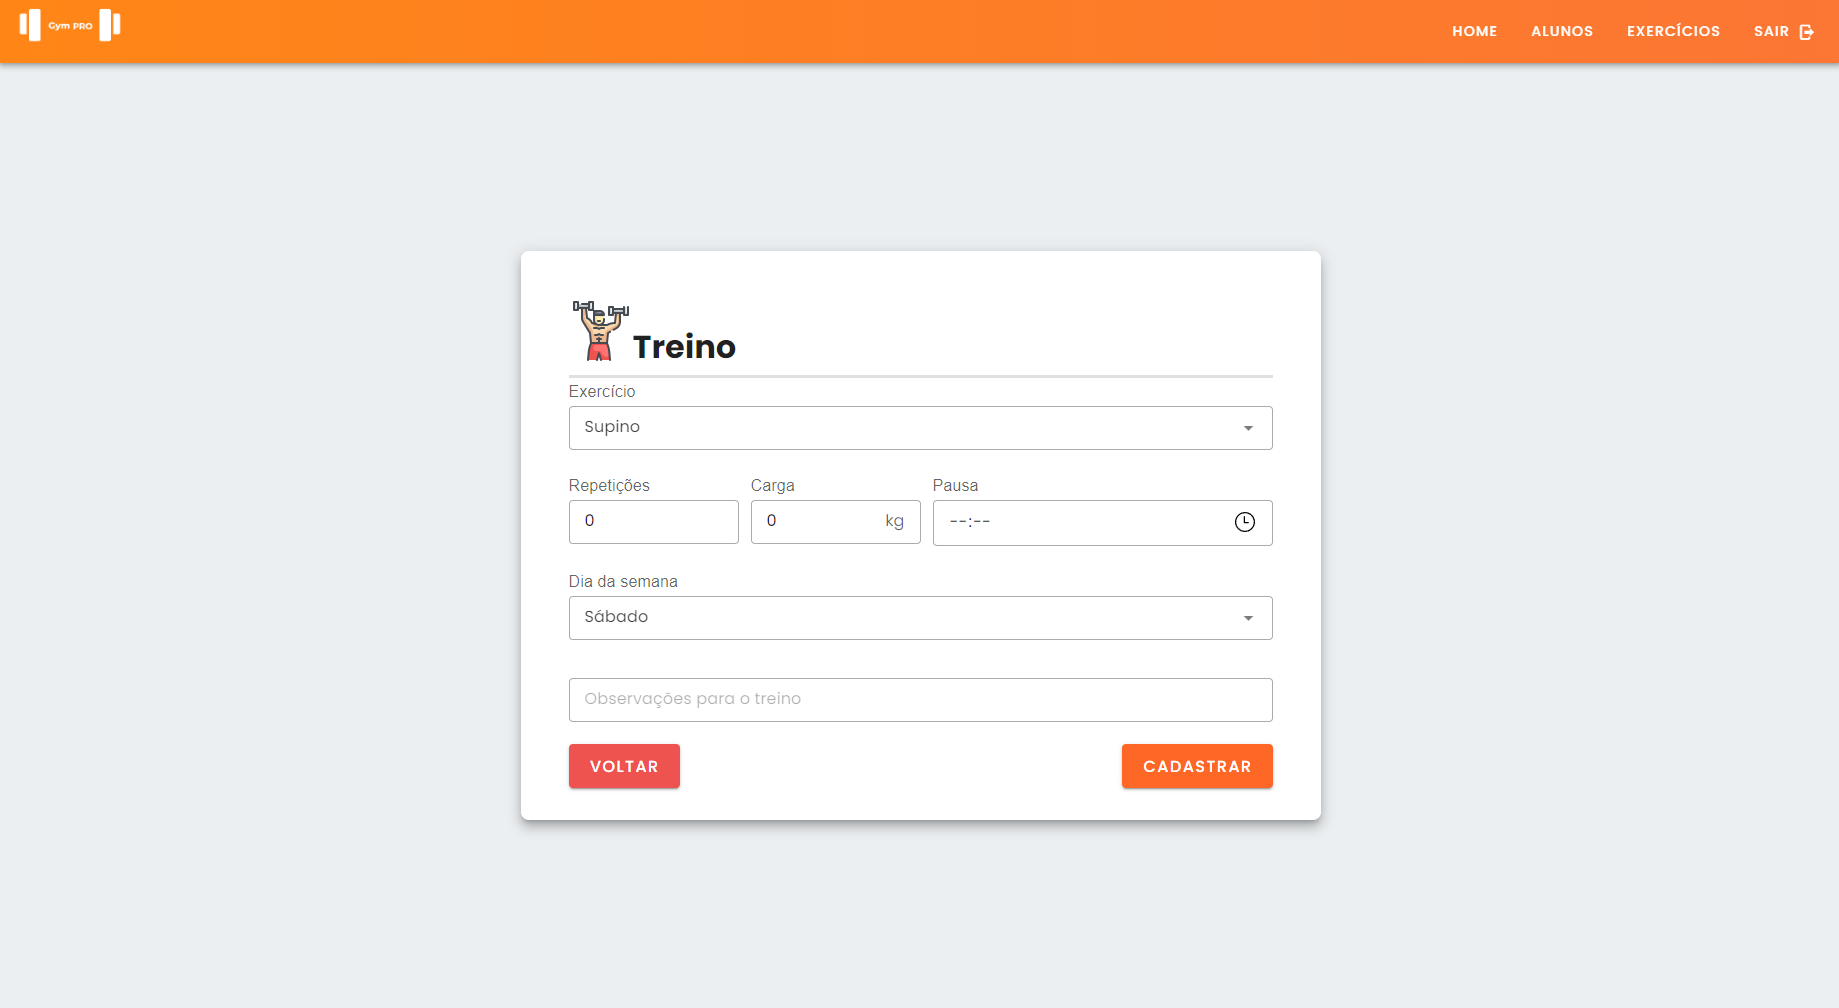 Gym PRO
HOME ALUNOS EXERCÍCIOS SAIR
Treino
Exercício
Supino
Repetições Carga Pausa
0 0 kg --:--
Dia da semana
Sábado
Observações para o treino
VOLTAR CADASTRAR